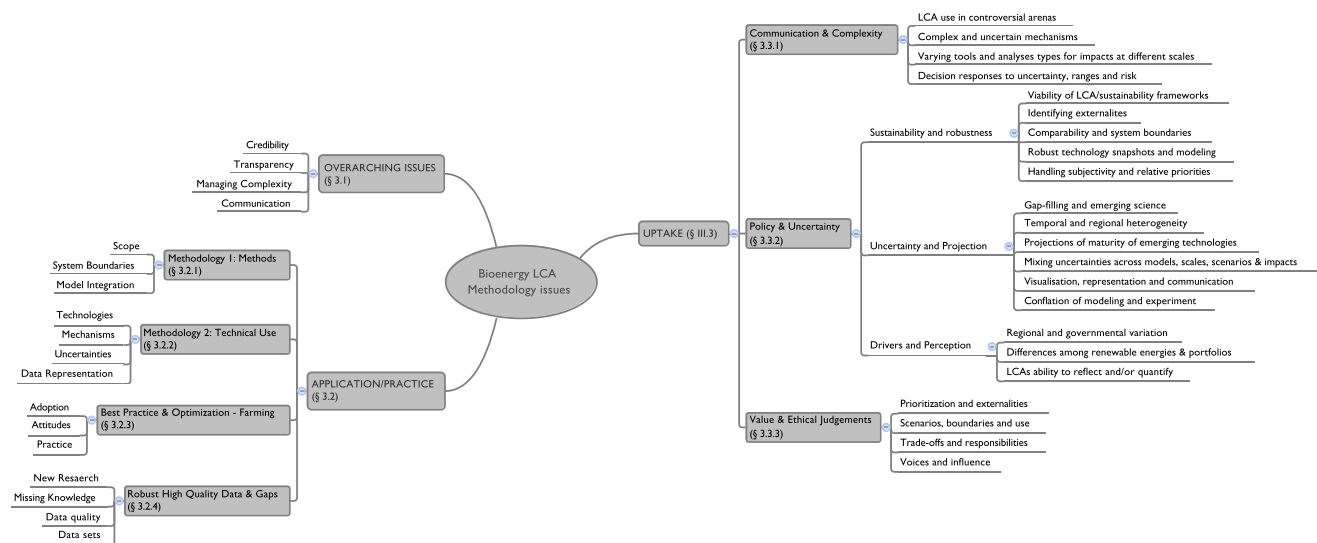 Bioenergy LCA
Methodology issues
OVERARCHING ISSUES
(§ 3.1)
Credibility
Transparency
Managing Complexity
Communication
APPLICATION/PRACTICE
(§ 3.2)
Methodology 1: Methods
(§ 3.2.1)
Scope
System Boundaries
Model Integration
Methodology 2: Technical Use
(§ 3.2.2)
Technologies
Mechanisms
Uncertainties
Data Representation
Best Practice & Optimization - Farming
(§ 3.2.3)
Adoption
Attitudes
Practice
Robust High Quality Data & Gaps
(§ 3.2.4)
New Resaerch
Missing Knowledge
Data quality
Data sets
UPTAKE (§ III.3)
Communication & Complexity
(§ 3.3.1)
LCA use in controversial arenas
Complex and uncertain mechanisms
Varying tools and analyses types for impacts at different scales
Decision responses to uncertainty, ranges and risk
Policy & Uncertainty
(§ 3.3.2)
Sustainability and robustness
Viability of LCA/sustainability frameworks
Identifying externalites
Comparability and system boundaries
Robust technology snapshots and modeling
Handling subjectivity and relative priorities
Uncertainty and Projection
Gap-filling and emerging science
Temporal and regional heterogeneity
Projections of maturity of emerging technologies
Mixing uncertainties across models, scales, scenarios & impacts
Visualisation, representation and communication
Conflation of modeling and experiment
Drivers and Perception
Regional and governmental variation
Differences among renewable energies & portfolios
LCAs ability to reflect and/or quantify
Value & Ethical Judgements
(§ 3.3.3)
Prioritization and externalities
Scenarios, boundaries and use
Trade-offs and responsibilities
Voices and influence